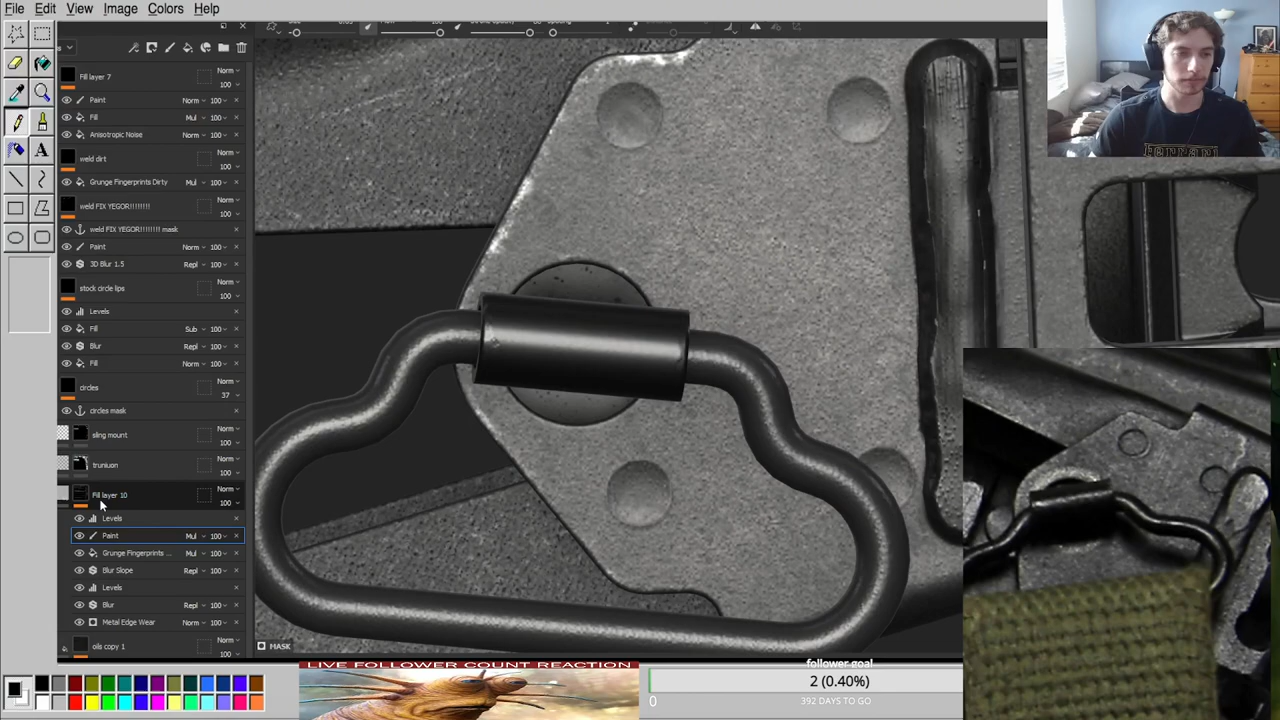 File Edit View Image Colors Help
Fill layer 7 Norm 100
Paint Norm 100
Fill Mul 100
Anisotropic Noise
weld dirt Norm 100
Grunge Fingerprints Dirty Mul 100
weld FIX YEGOR!!!!!!!! Norm 100
weld FIX YEGOR!!!!!!!! mask
Paint Norm 100
3D Blur 1.5 Repl 100
stock circle lips Norm 100
Levels
Fill Sub 100
Blur Repl 100
Fill Norm 100
circles Norm 37
circles mask
sling mount Norm 100
truniuon Norm 100
Fill layer 10 Norm 100
Levels
Paint Mul 100
Grunge Fingerprints ... Mul 100
Blur Slope Repl 100
Levels
Blur Repl 100
Metal Edge Wear Norm 100
oils copy 1 Norm 100
MASK
ferrari
LIVE FOLLOWER COUNT REACTION
follower goal
2 (0.40%)
0
392 DAYS TO GO